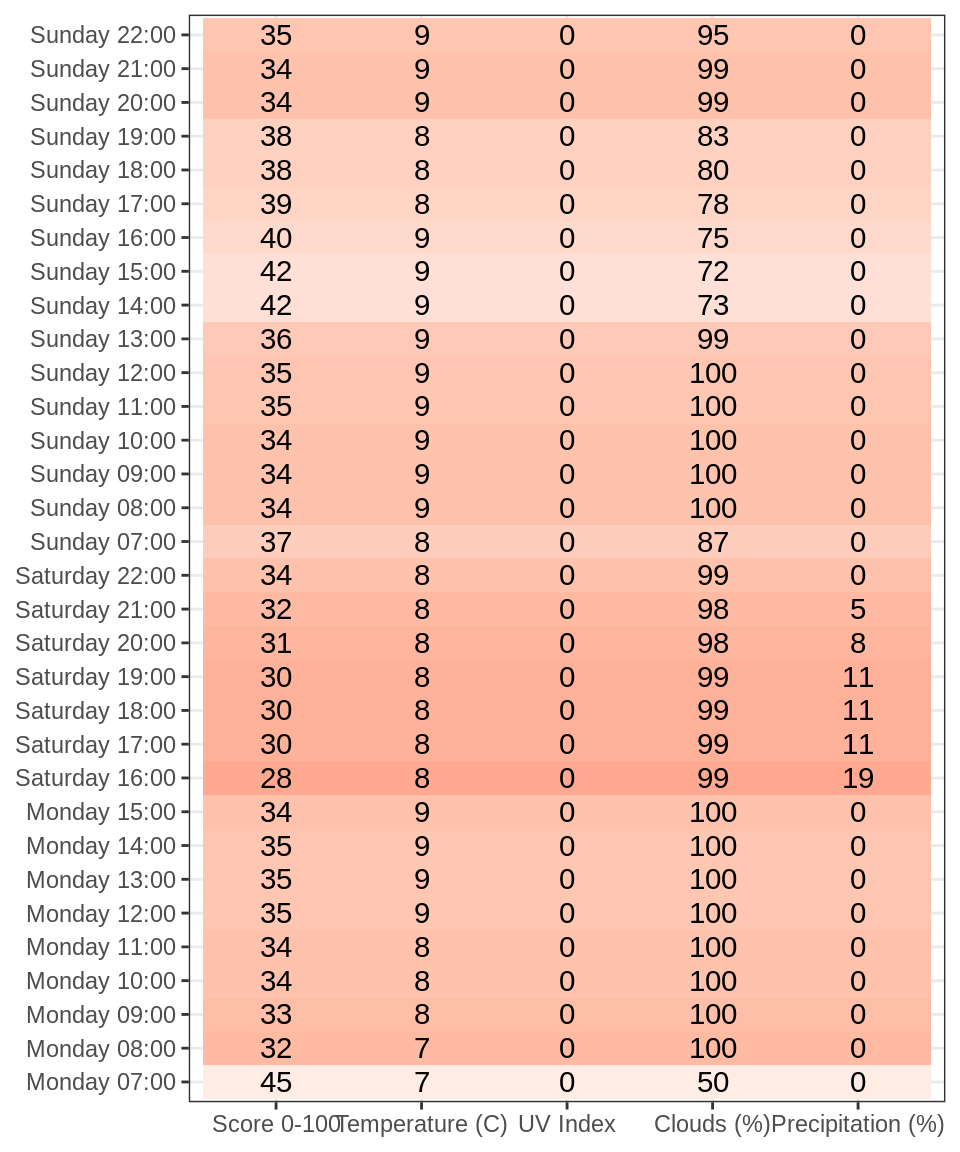 Sunday 22:00 35 9 0 95 0
Sunday 21:00 34 9 0 99 0
Sunday 20:00 34 9 0 99 0
Sunday 19:00 38 8 0 83 0
Sunday 18:00 38 8 0 80 0
Sunday 17:00 39 8 0 78 0
Sunday 16:00 40 9 0 75 0
Sunday 15:00 42 9 0 72 0
Sunday 14:00 42 9 0 73 0
Sunday 13:00 36 9 0 99 0
Sunday 12:00 35 9 0 100 0
Sunday 11:00 35 9 0 100 0
Sunday 10:00 34 9 0 100 0
Sunday 09:00 34 9 0 100 0
Sunday 08:00 34 9 0 100 0
Sunday 07:00 37 8 0 87 0
Saturday 22:00 34 8 0 99 0
Saturday 21:00 32 8 0 98 5
Saturday 20:00 31 8 0 98 8
Saturday 19:00 30 8 0 99 11
Saturday 18:00 30 8 0 99 11
Saturday 17:00 30 8 0 99 11
Saturday 16:00 28 8 0 99 19
Monday 15:00 34 9 0 100 0
Monday 14:00 35 9 0 100 0
Monday 13:00 35 9 0 100 0
Monday 12:00 35 9 0 100 0
Monday 11:00 34 8 0 100 0
Monday 10:00 34 8 0 100 0
Monday 09:00 33 8 0 100 0
Monday 08:00 32 7 0 100 0
Monday 07:00 45 7 0 50 0
Score 0-100 Temperature (C) UV Index Clouds (%) Precipitation (%)